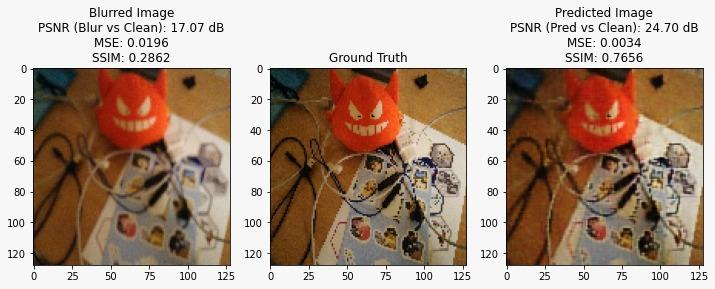 Blurred Image
PSNR (Blur vs Clean): 17.07 dB
MSE: 0.0196
SSIM: 0.2862
0
20
40
60
80
100
120
0 25 50 75 100 125
Ground Truth
0
20
40
60
80
100
120
0 25 50 75 100 125
Predicted Image
PSNR (Pred vs Clean): 24.70 dB
MSE: 0.0034
SSIM: 0.7656
0
20
40
60
80
100
120
0 25 50 75 100 125